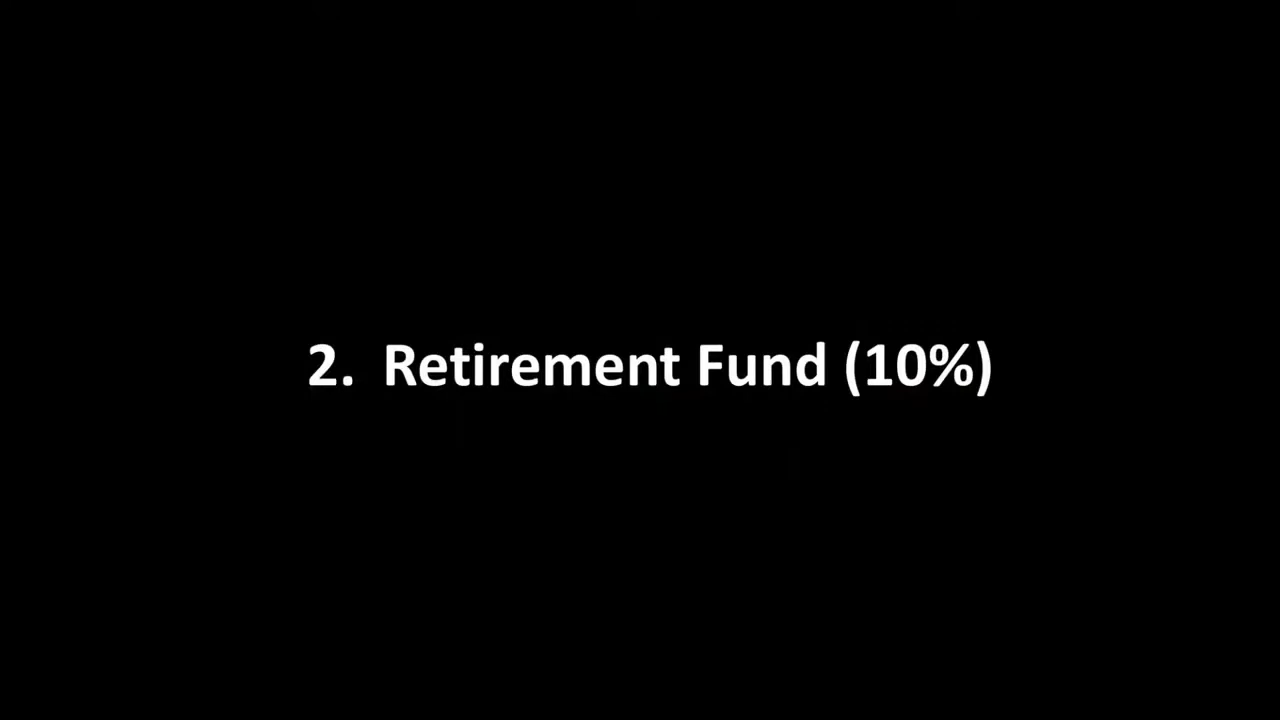 2. Retirement Fund (10%)